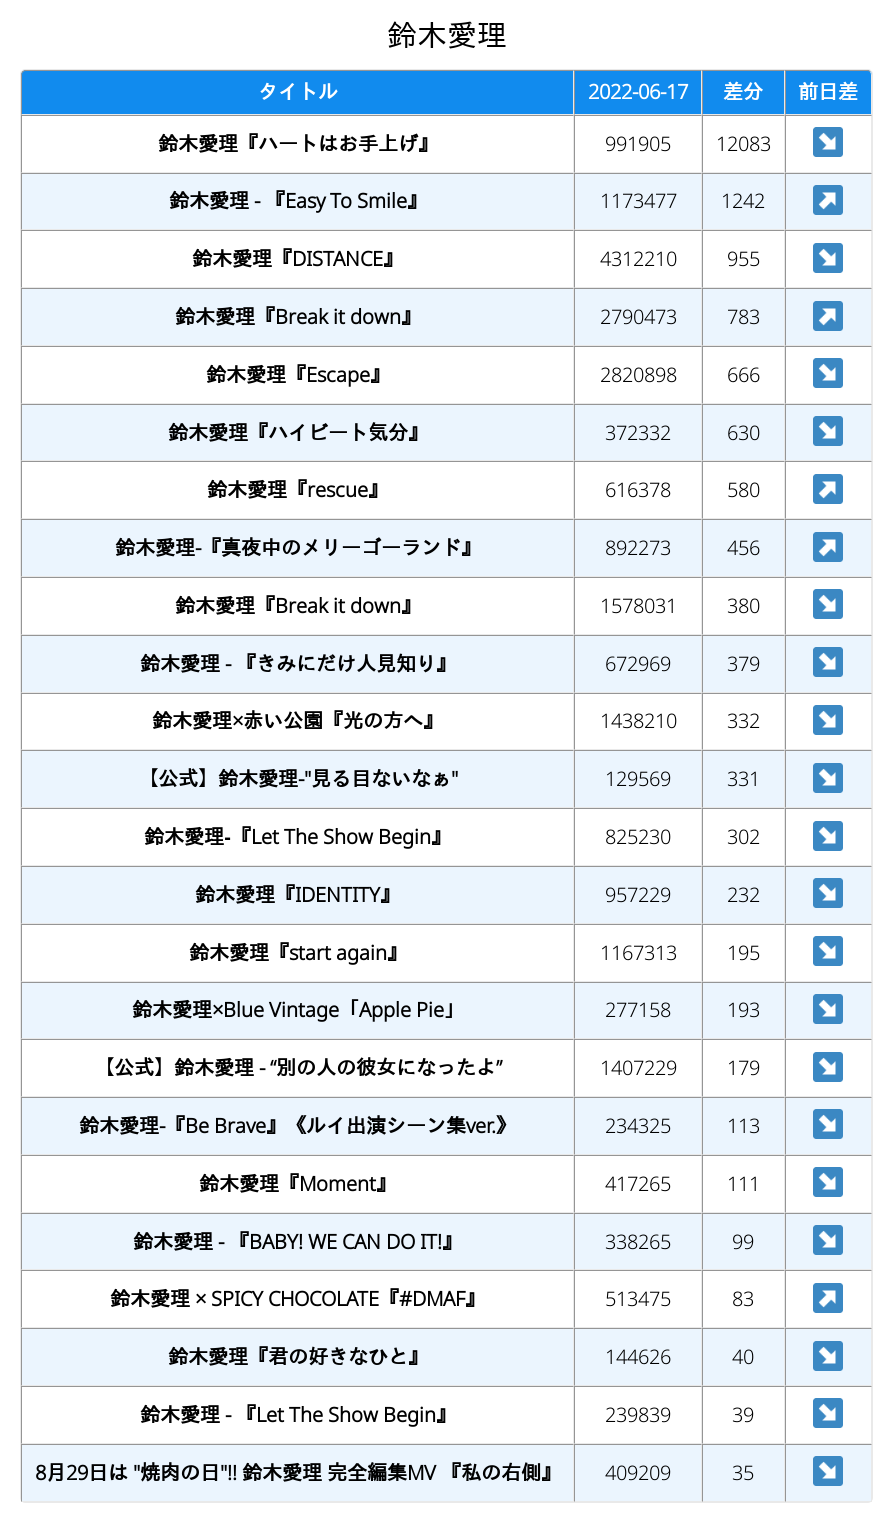 鈴木愛理
タイトル 2022-06-17 差分 前日差
鈴木愛理『ハートはお手上げ』 991905 12083
鈴木愛理 - 『Easy To Smile』 1173477 1242
鈴木愛理『DISTANCE』 4312210 955
鈴木愛理『Break it down』 2790473 783
鈴木愛理『Escape』 2820898 666
鈴木愛理『ハイビート気分』 372332 630
鈴木愛理『rescue』 616378 580
鈴木愛理-『真夜中のメリーゴーランド』 892273 456
鈴木愛理『Break it down』 1578031 380
鈴木愛理 - 『きみにだけ人見知り』 672969 379
鈴木愛理×赤い公園『光の方へ』 1438210 332
【公式】鈴木愛理-"見る目ないなぁ" 129569 331
鈴木愛理-『Let The Show Begin』 825230 302
鈴木愛理『IDENTITY』 957229 232
鈴木愛理『start again』 1167313 195
鈴木愛理×Blue Vintage「Apple Pie」 277158 193
【公式】鈴木愛理 - “別の人の彼女になったよ” 1407229 179
鈴木愛理-『Be Brave』《ルイ出演シーン集ver.》 234325 113
鈴木愛理『Moment』 417265 111
鈴木愛理 - 『BABY! WE CAN DO IT!』 338265 99
鈴木愛理 × SPICY CHOCOLATE『#DMAF』 513475 83
鈴木愛理『君の好きなひと』 144626 40
鈴木愛理 - 『Let The Show Begin』 239839 39
8月29日は "焼肉の日"!! 鈴木愛理 完全編集MV 『私の右側』 409209 35